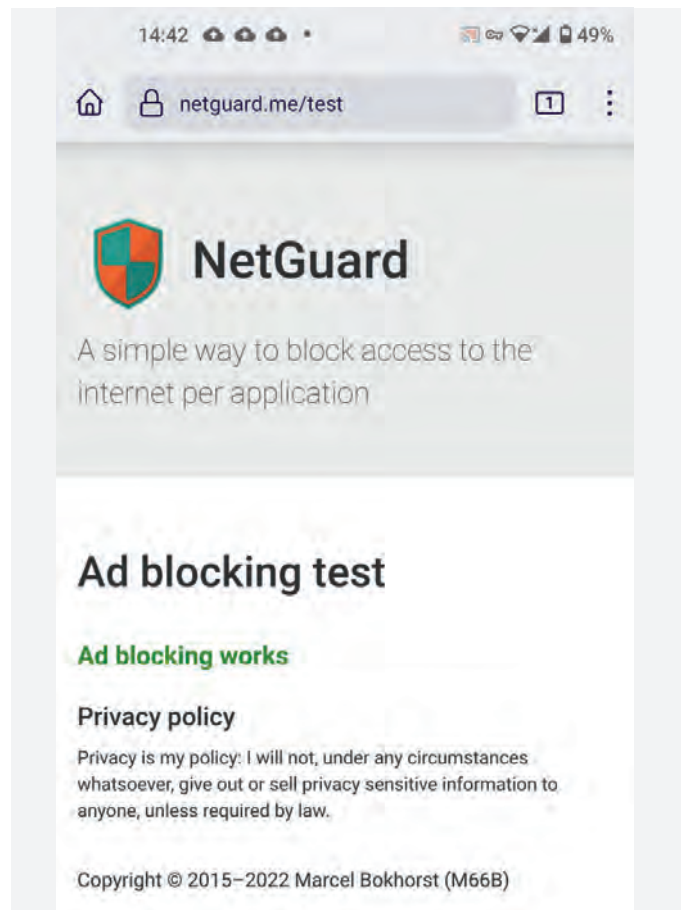 14:42
49%
netguard.me/test
1
NetGuard
A simple way to block access to the
internet per application
Ad blocking test
Ad blocking works
Privacy policy
Privacy is my policy: I will not, under any circumstances
whatsoever, give out or sell privacy sensitive information to
anyone, unless required by law.
Copyright © 2015–2022 Marcel Bokhorst (M66B)